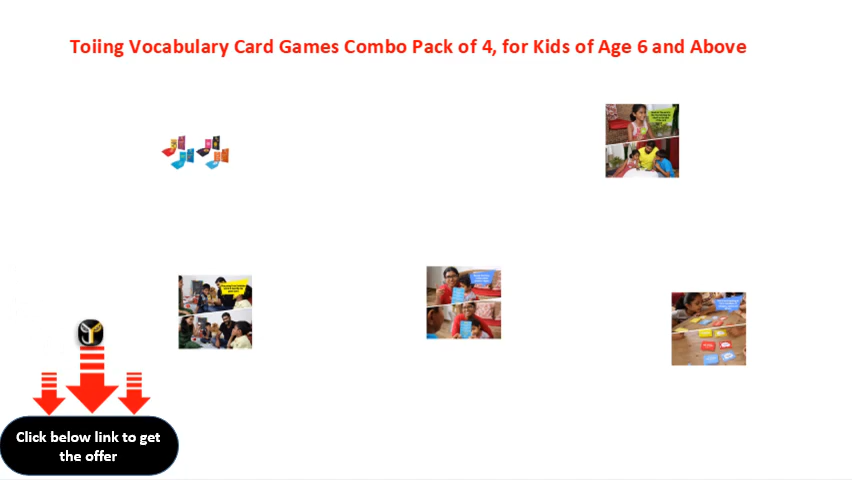 Toiing Vocabulary Card Games Combo Pack of 4, for Kids of Age 6 and Above
Click below link to get
the offer